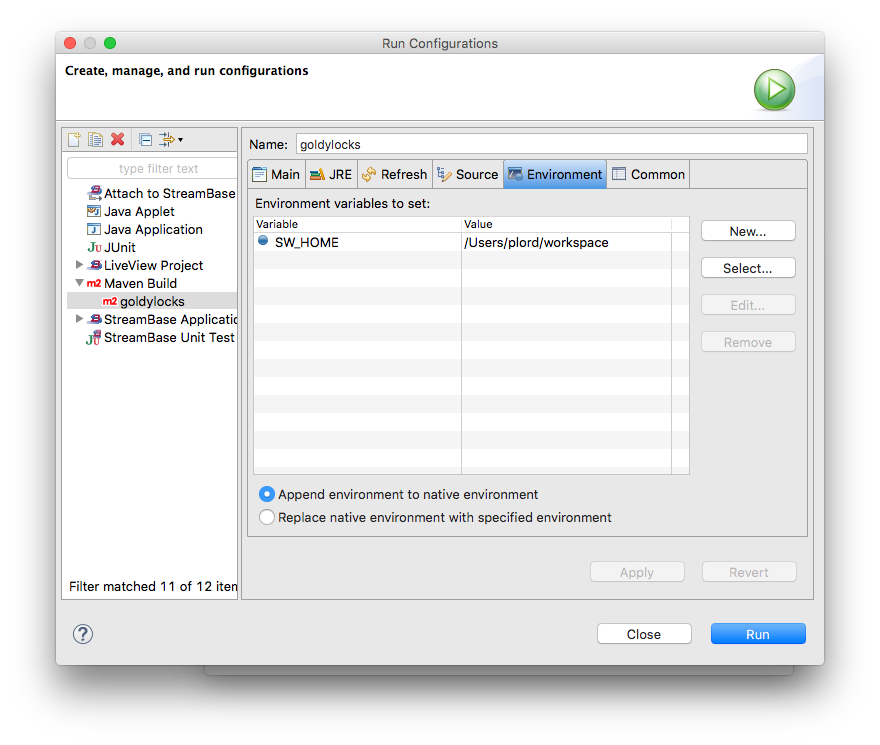 Run Configurations
Create, manage, and run configurations
type filter text
Attach to StreamBase
Java Applet
Java Application
JUnit
LiveView Project
Maven Build
goldylocks
StreamBase Applicatio
StreamBase Unit Test
Filter matched 11 of 12 iten
Name: goldylocks
Main JRE Refresh Source Environment Common
Environment variables to set:
Variable Value
SW_HOME /Users/plord/workspace
New...
Select...
Edit...
Remove
Append environment to native environment
Replace native environment with specified environment
Apply Revert
? Close Run